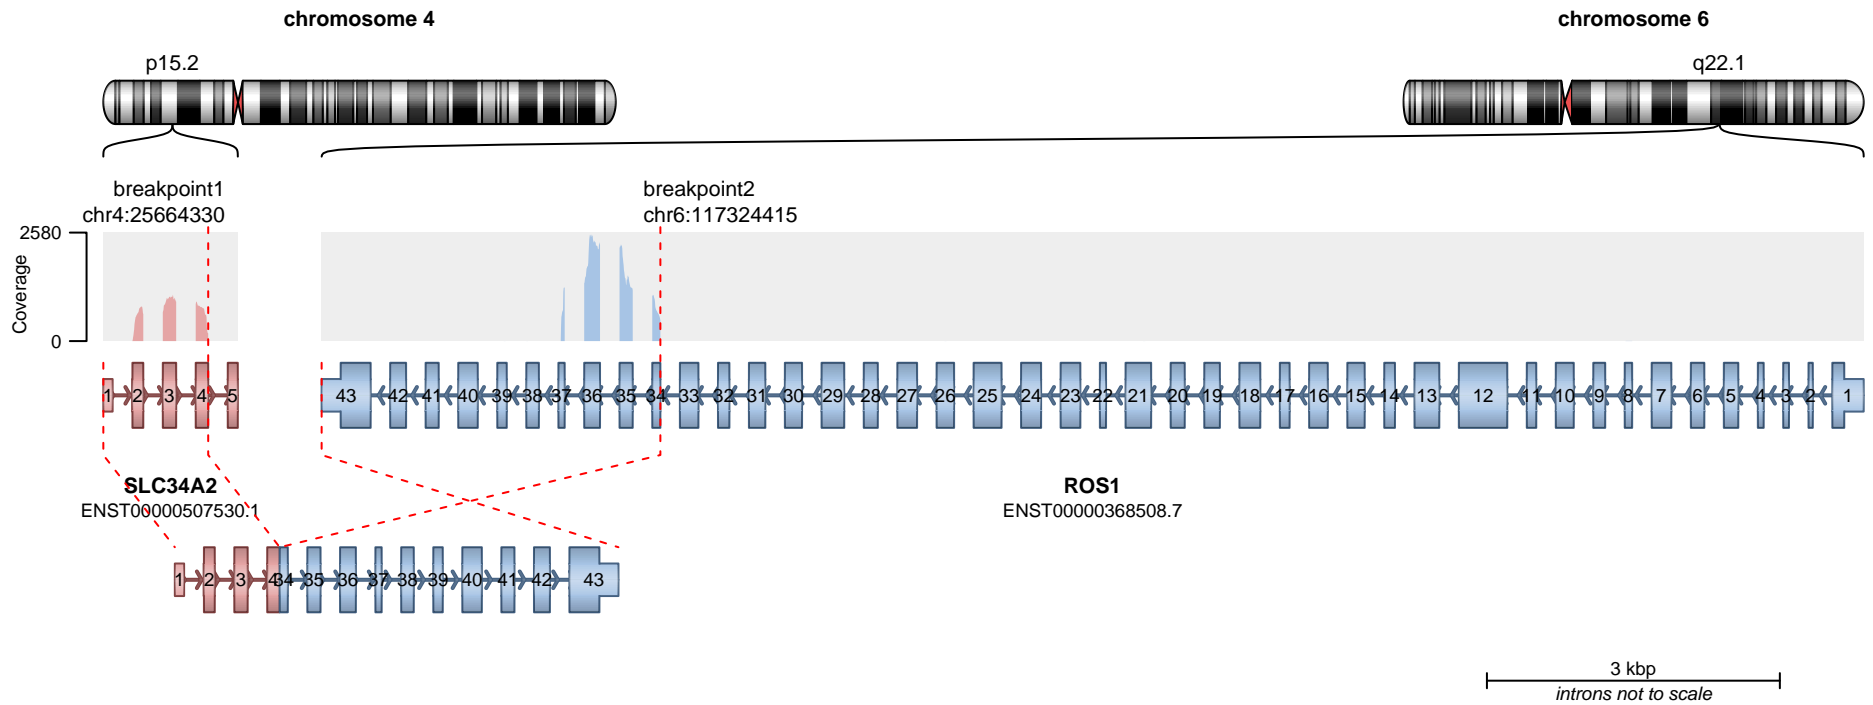 chromosome 4
chromosome 6
p15.2
q22.1
breakpoint1
chr4:25664330
breakpoint2
chr6:117324415
2580
Coverage
0
1 2 3 4 5
43 42 41 40 39 38 37 36 35 34 33 32 31 30 29 28 27 26 25 24 23 22 21 20 19 18 17 16 15 14 13 12 11 10 9 8 7 6 5 4 3 2 1
SLC34A2
ENST00000507530.1
ROS1
ENST00000368508.7
1 2 3 4 34 35 36 37 38 39 40 41 42 43
3 kbp
introns not to scale